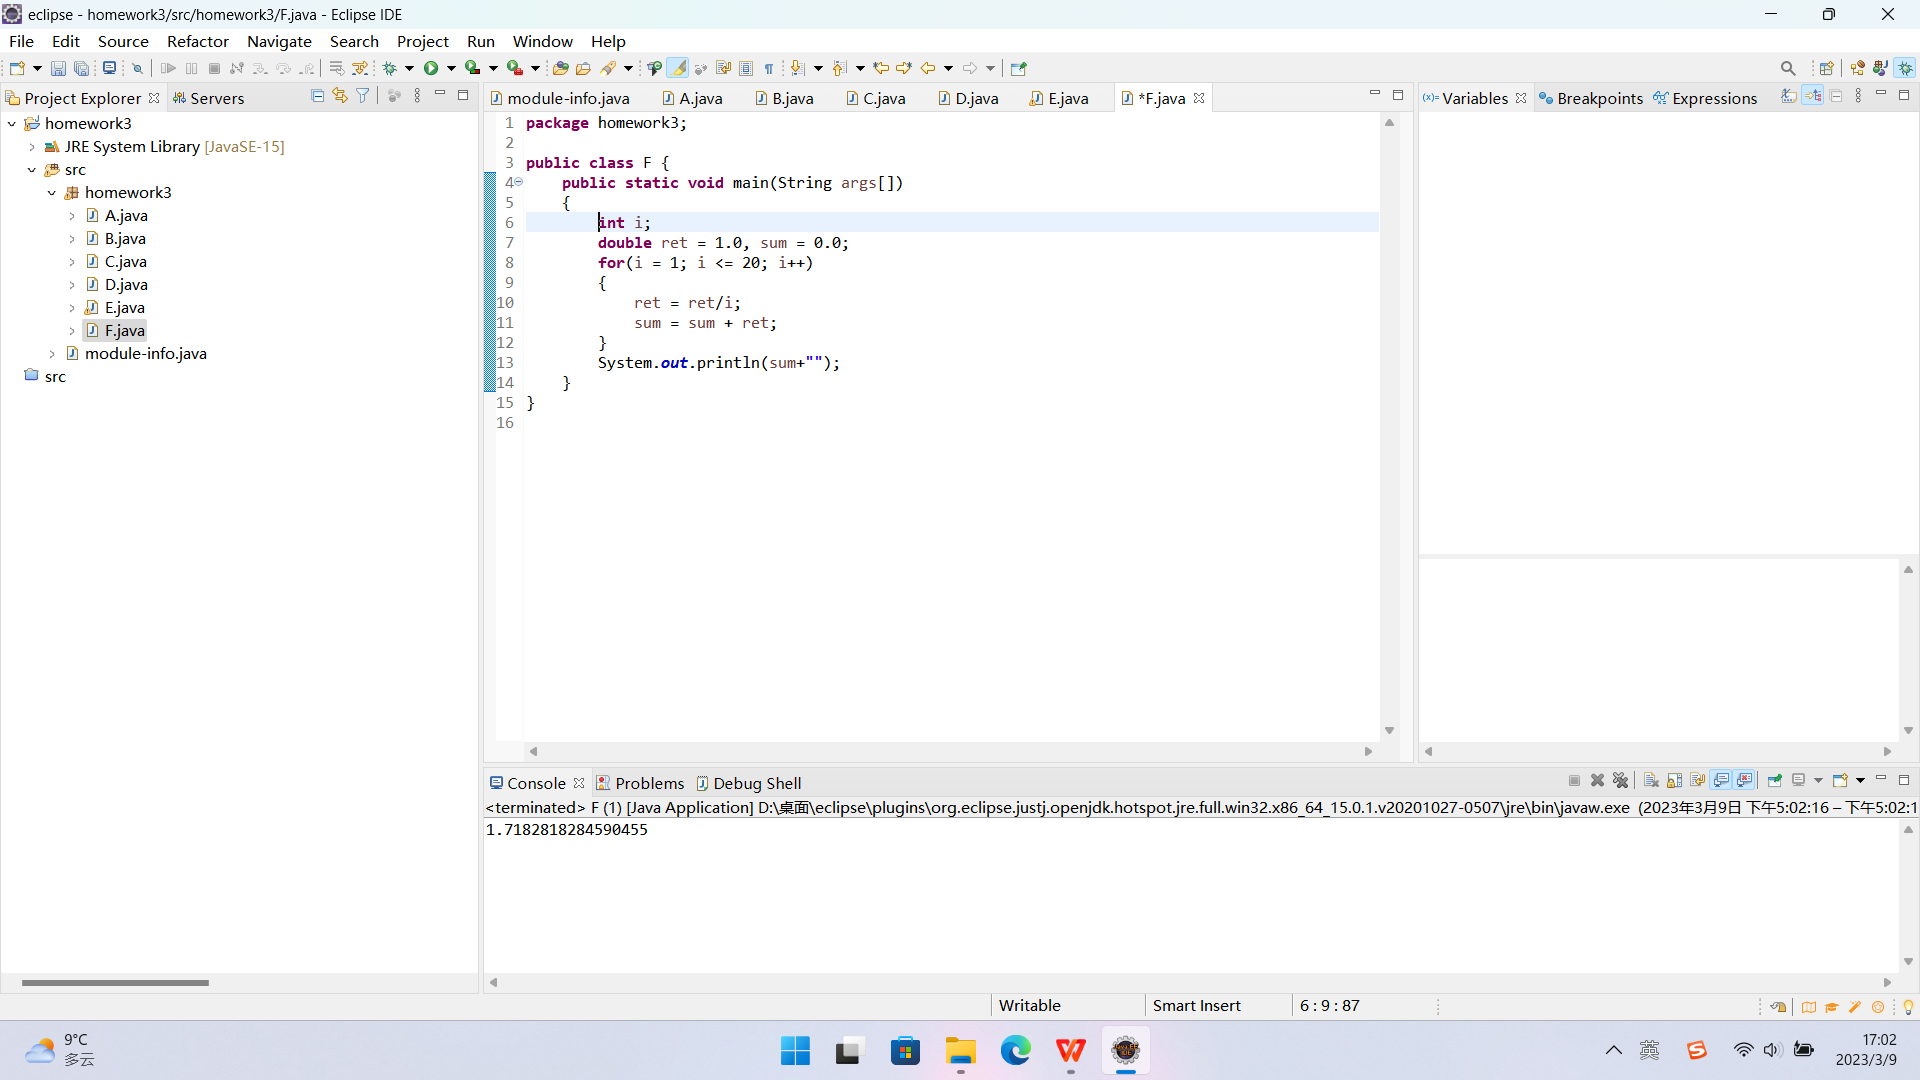 eclipse - homework3/src/homework3/F.java - Eclipse IDE
File Edit Source Refactor Navigate Search Project Run Window Help
Project Explorer Servers
homework3
JRE System Library [JavaSE-15]
src
homework3
A.java
B.java
C.java
D.java
E.java
F.java
module-info.java
src
module-info.java A.java B.java C.java D.java E.java *F.java
1 package homework3;
2
3 public class F {
4 public static void main(String args[])
5 {
6 int i;
7 double ret = 1.0, sum = 0.0;
8 for(i = 1; i <= 20; i++)
9 {
10 ret = ret/i;
11 sum = sum + ret;
12 }
13 System.out.println(sum+"");
14 }
15 }
16
(x)= Variables Breakpoints Expressions
Console Problems Debug Shell
<terminated> F (1) [Java Application] D:\桌面\eclipse\plugins\org.eclipse.justj.openjdk.hotspot.jre.full.win32.x86_64_15.0.1.v20201027-0507\jre\bin\javaw.exe (2023年3月9日 下午5:02:16 – 下午5:02:1
1.7182818284590455
Writable Smart Insert 6 : 9 : 87
9°C
多云
英
17:02
2023/3/9